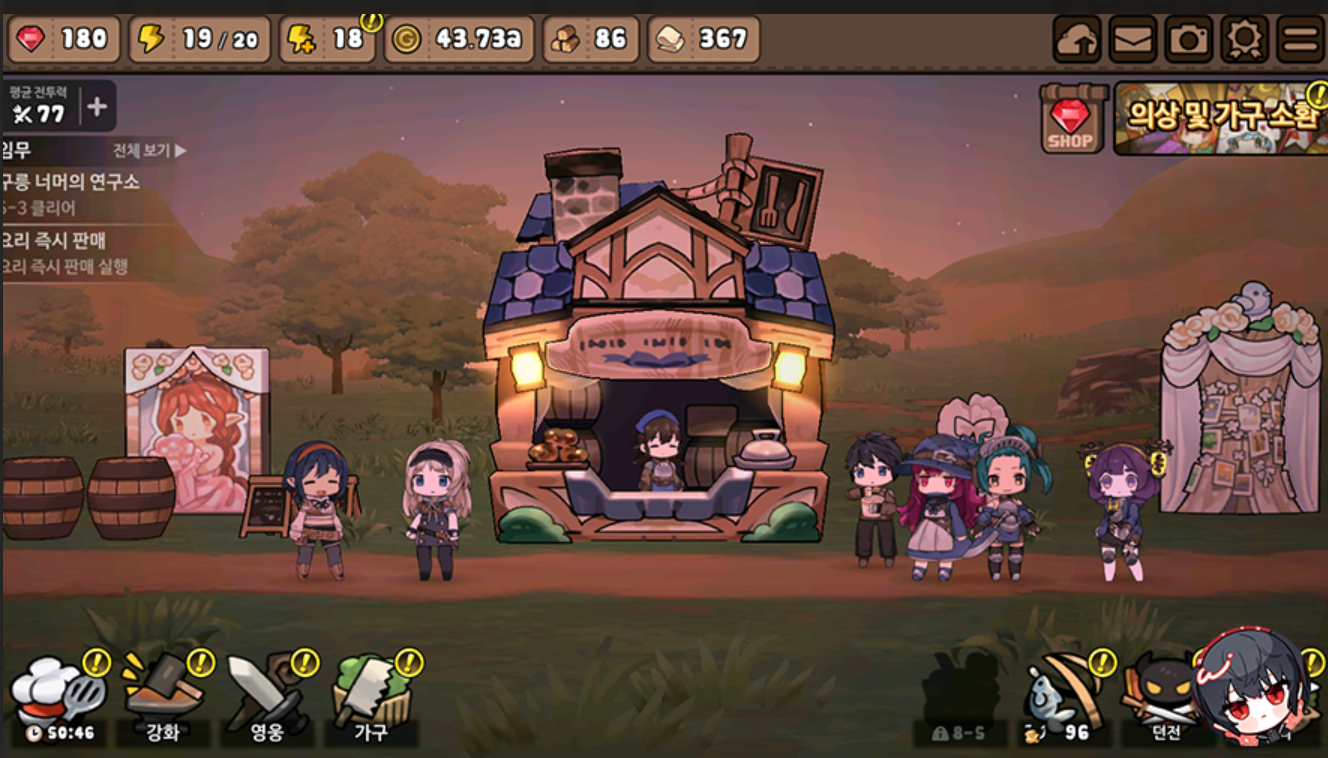 180
19/20
18
43.73a
86
367
평균 전투력
77
SHOP
의상 및 가구 소환
임무 전체 보기
구릉 너머의 연구소
5-3 클리어
요리 즉시 판매
요리 즉시 판매 실행
50:46
강화
영웅
가구
8-5
96
던전